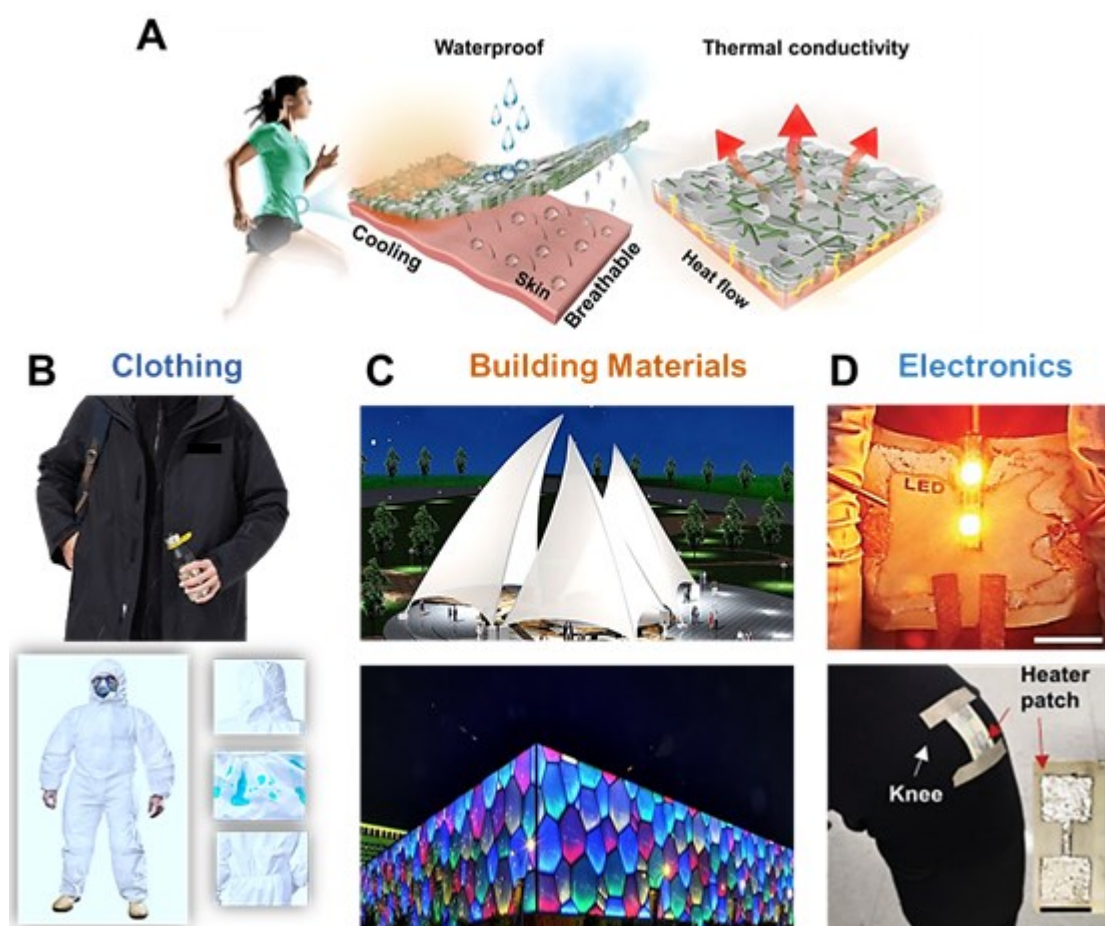 A
Waterproof
Thermal conductivity
Cooling
Skin
Breathable
Heat flow
B Clothing
C Building Materials
D Electronics
LED
Heater
patch
Knee